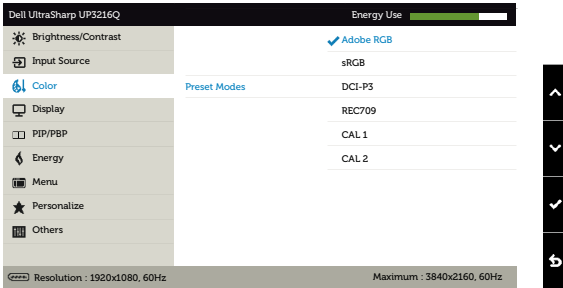 Dell UltraSharp UP3216Q Energy Use
Brightness/Contrast
Adobe RGB
Input Source
sRGB
Color
Preset Modes
DCI-P3
Display
REC709
PIP/PBP
CAL 1
Energy
CAL 2
Menu
Personalize
Others
Resolution : 1920x1080, 60Hz
Maximum : 3840x2160, 60Hz